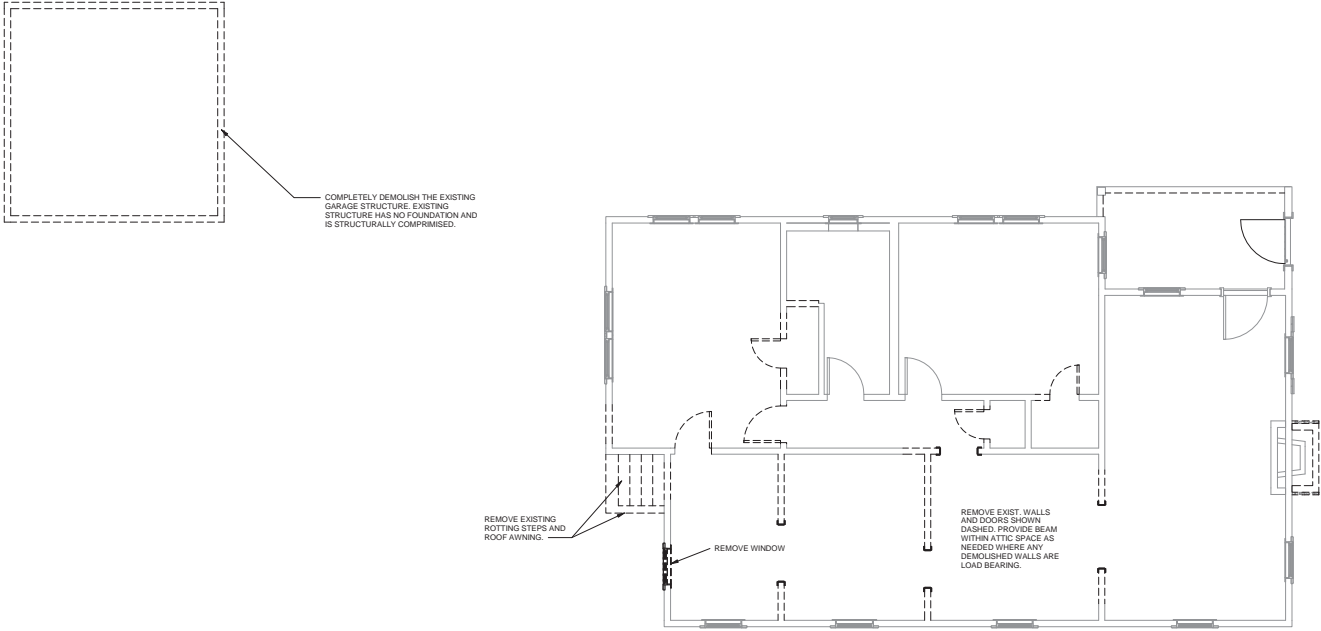 COMPLETELY DEMOLISH THE EXISTING
GARAGE STRUCTURE. EXISTING
STRUCTURE HAS NO FOUNDATION AND
IS STRUCTURALLY COMPRIMISED.
REMOVE EXISTING
ROTTING STEPS AND
ROOF AWNING.
REMOVE WINDOW
REMOVE EXIST. WALLS
AND DOORS SHOWN
DASHED. PROVIDE BEAM
WITHIN ATTIC SPACE AS
NEEDED WHERE ANY
DEMOLISHED WALLS ARE
LOAD BEARING.